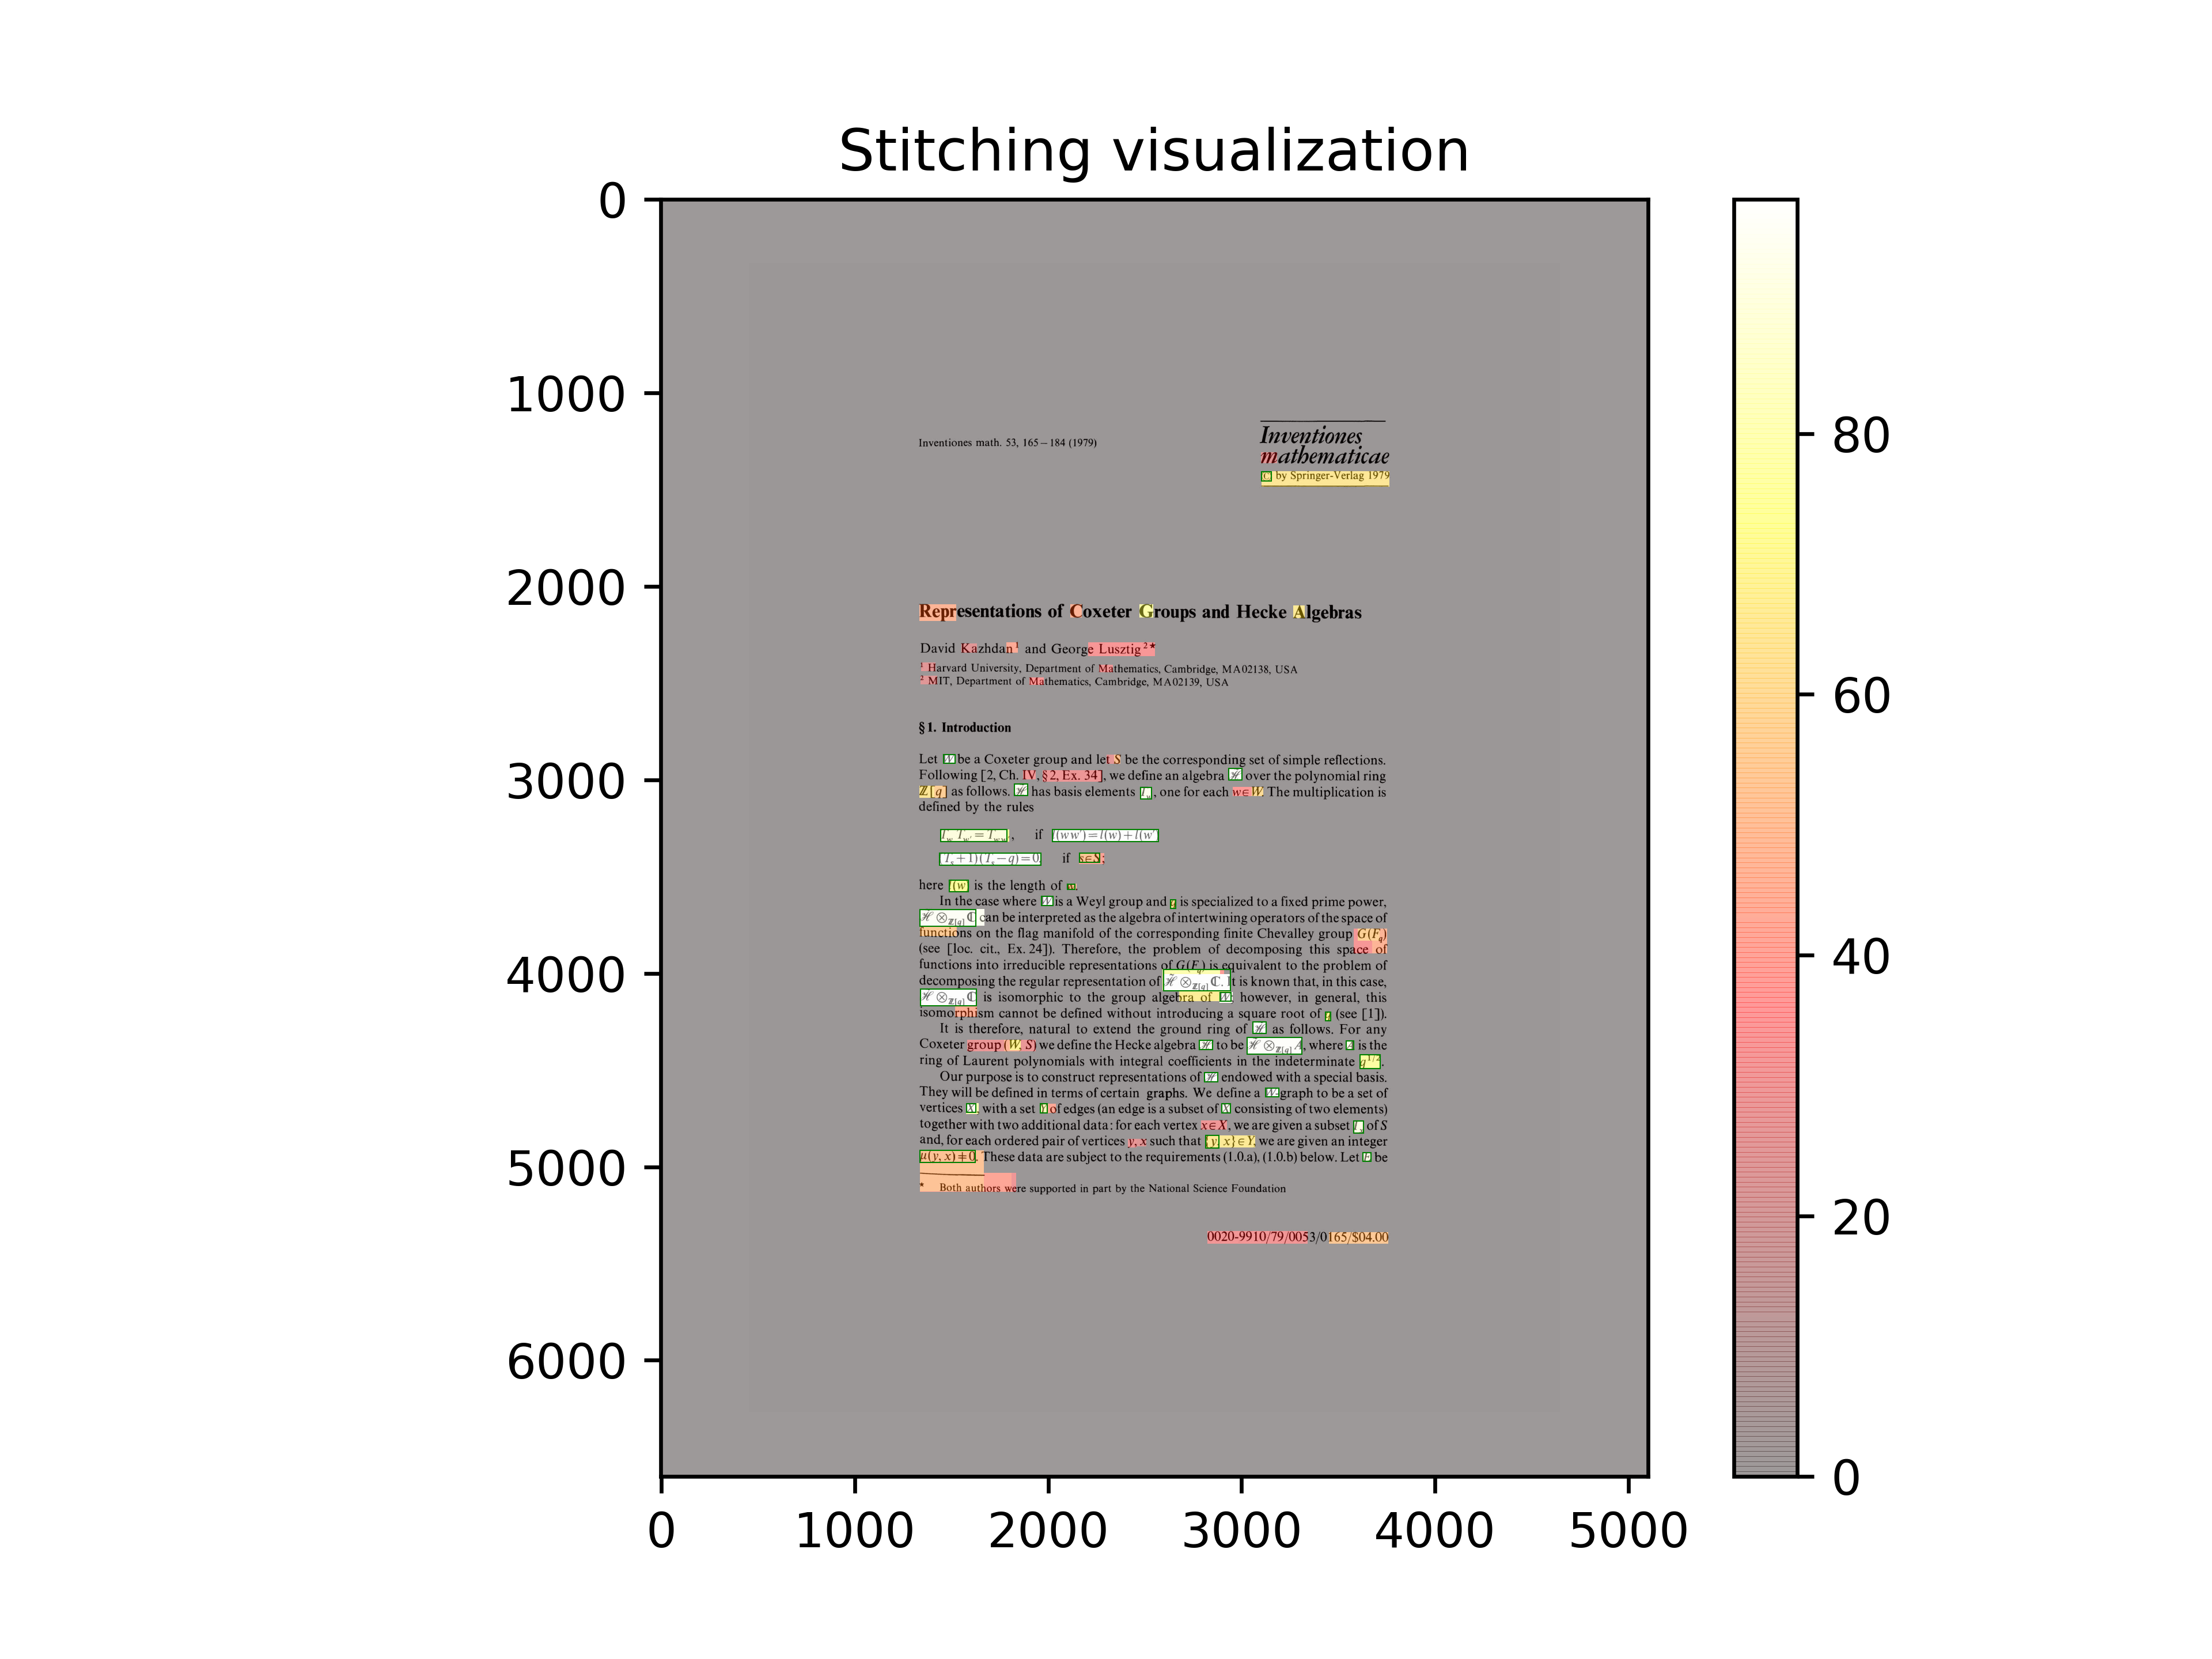 Stitching visualization
0
1000
2000
3000
4000
5000
6000
0
1000
2000
3000
4000
5000
80
60
40
20
0
Inventiones math. 53, 165–184 (1979)
Inventiones
mathematicae
© by Springer-Verlag 1979
Representations of Coxeter Groups and Hecke Algebras
David Kazhdan¹ and George Lusztig²★
¹ Harvard University, Department of Mathematics, Cambridge, MA02138, USA
² MIT, Department of Mathematics, Cambridge, MA02139, USA
§1. Introduction
Let W be a Coxeter group and let S be the corresponding set of simple reflections.
Following [2, Ch. IV, §2, Ex. 34], we define an algebra ℋ over the polynomial ring
ℤ[q] as follows. ℋ has basis elements T_w, one for each w∈W The multiplication is
defined by the rules
T_w T_w' = T_ww', if l(ww')=l(w)+l(w'
(T_s+1)(T_s−q)=0 if s∈S;
here l(w) is the length of w.
In the case where W is a Weyl group and q is specialized to a fixed prime power,
ℋ⊗_ℤ[q] ℂ can be interpreted as the algebra of intertwining operators of the space of
functions on the flag manifold of the corresponding finite Chevalley group G(F_q)
(see [loc. cit., Ex. 24]). Therefore, the problem of decomposing this space of
functions into irreducible representations of G(F_q) is equivalent to the problem of
decomposing the regular representation of ℋ⊗_ℤ[q] ℂ. It is known that, in this case,
ℋ⊗_ℤ[q] ℂ is isomorphic to the group algebra of W; however, in general, this
isomorphism cannot be defined without introducing a square root of q (see [1]).
It is therefore, natural to extend the ground ring of ℋ as follows. For any
Coxeter group (W, S) we define the Hecke algebra ℋ to be ℋ⊗_ℤ[q] A, where A is the
ring of Laurent polynomials with integral coefficients in the indeterminate q^1/2.
Our purpose is to construct representations of ℋ endowed with a special basis.
They will be defined in terms of certain graphs. We define a W-graph to be a set of
vertices X, with a set Y of edges (an edge is a subset of X consisting of two elements)
together with two additional data: for each vertex x∈X, we are given a subset I_x of S
and, for each ordered pair of vertices y, x such that {y, x}∈Y, we are given an integer
μ(y, x)≠0. These data are subject to the requirements (1.0.a), (1.0.b) below. Let E be
★ Both authors were supported in part by the National Science Foundation
0020-9910/79/0053/0165/$04.00